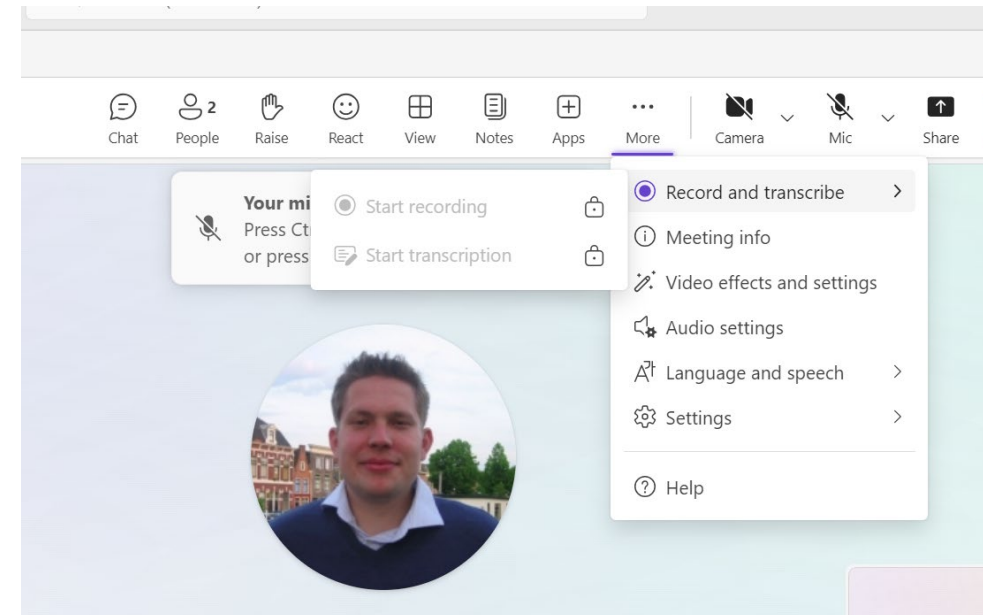 Chat
People
2
Raise
React
View
Notes
Apps
More
Camera
Mic
Share
Your mi
Press Ct
or press
Start recording
Start transcription
Record and transcribe
Meeting info
Video effects and settings
Audio settings
Language and speech
Settings
Help